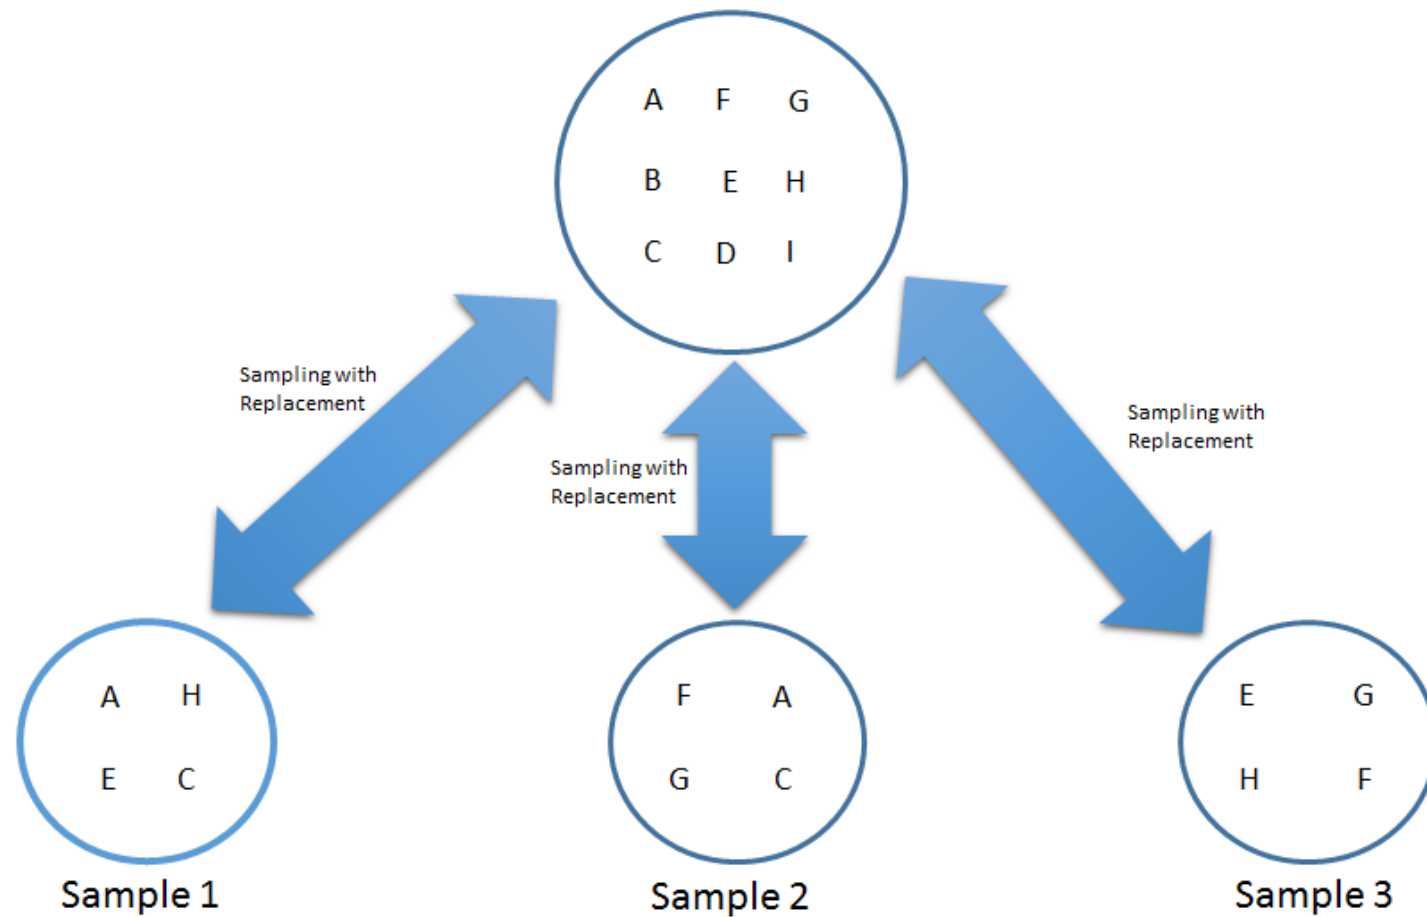 A F G
B E H
C D I
Sampling with
Replacement
Sampling with
Replacement
Sampling with
Replacement
A H
E C
Sample 1
F A
G C
Sample 2
E G
H F
Sample 3